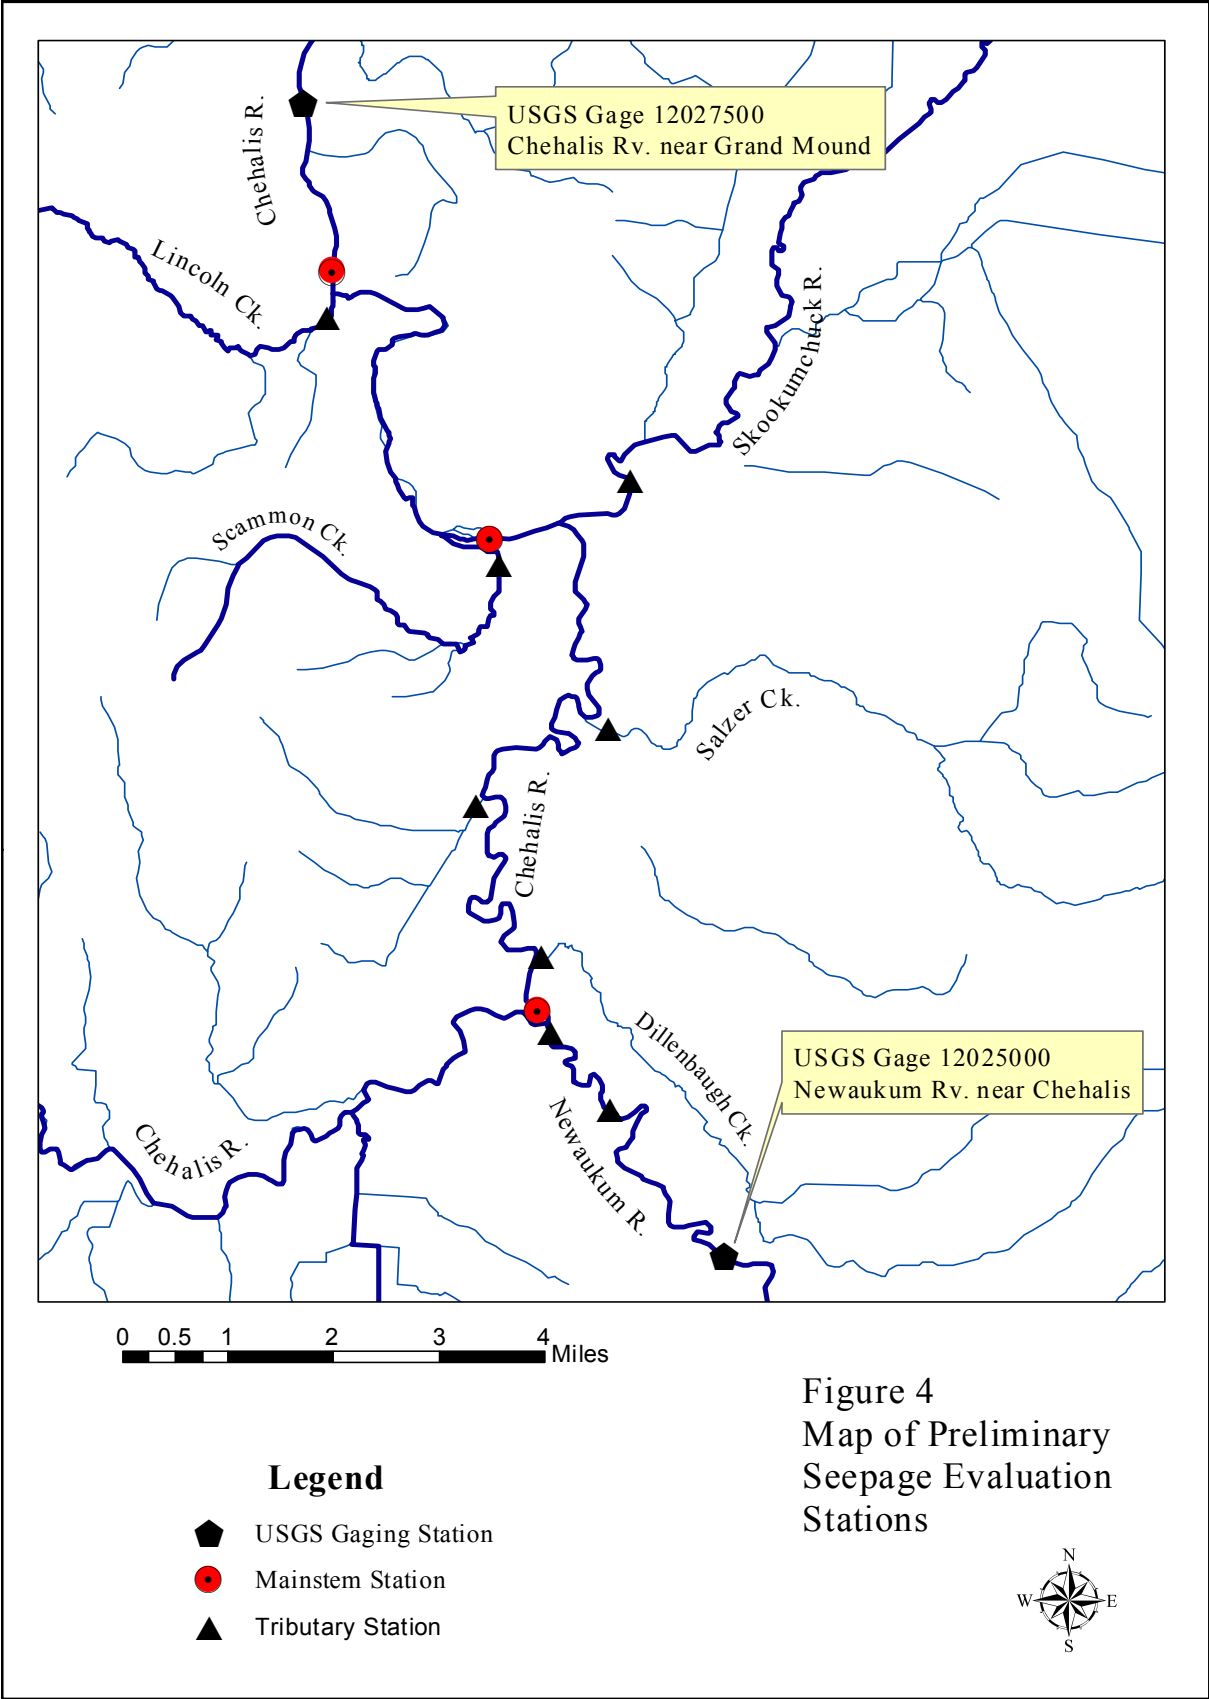 USGS Gage 12027500
Chehalis Rv. near Grand Mound
Chehalis R.
Lincoln Ck.
Skookumchuck R.
Scammon Ck.
Salzer Ck.
Chehalis R.
Dillenbaugh Ck.
USGS Gage 12025000
Newaukum Rv. near Chehalis
Newaukum R.
Chehalis R.
0 0.5 1 2 3 4
Miles
Figure 4
Map of Preliminary
Seepage Evaluation
Stations
Legend
USGS Gaging Station
Mainstem Station
Tributary Station
N
W E
S